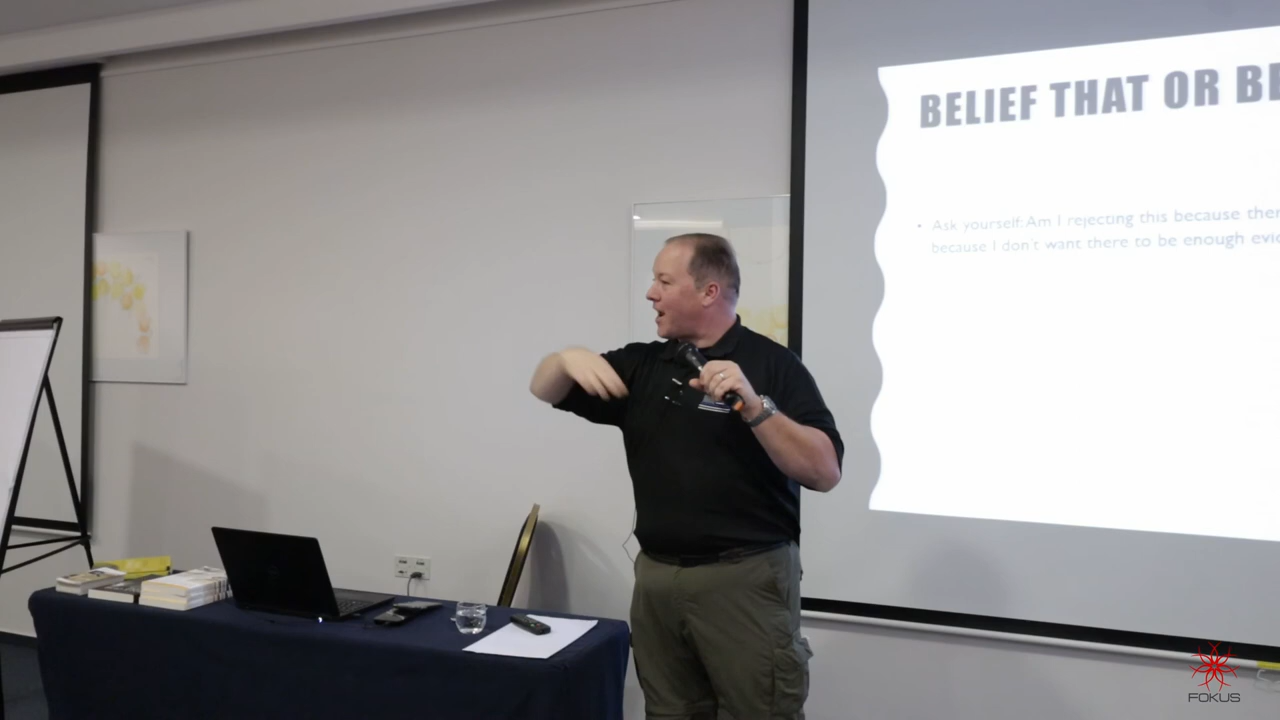 BELIEF THAT OR BE
• Ask yourself: Am I rejecting this because ther
because I don't want there to be enough evid
FOKUS